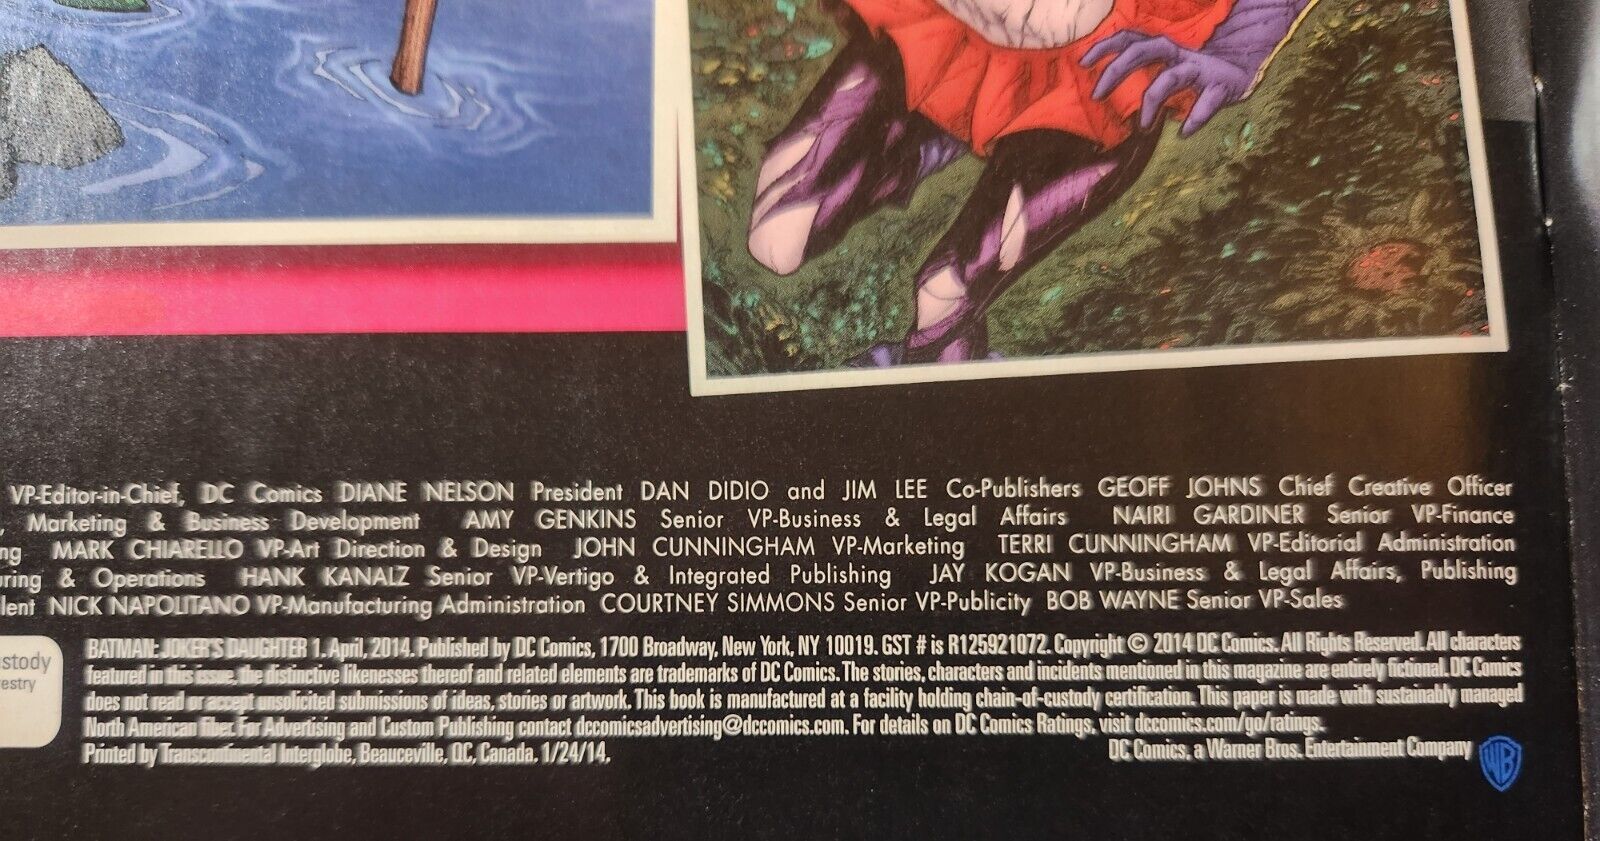 VP-Editor-in-Chief, DC Comics DIANE NELSON President DAN DIDIO and JIM LEE Co-Publishers GEOFF JOHNS Chief Creative Officer
, Marketing & Business Development AMY GENKINS Senior VP-Business & Legal Affairs NAIRI GARDINER Senior VP-Finance
ng MARK CHIARELLO VP-Art Direction & Design JOHN CUNNINGHAM VP-Marketing TERRI CUNNINGHAM VP-Editorial Administration
uring & Operations HANK KANALZ Senior VP-Vertigo & Integrated Publishing JAY KOGAN VP-Business & Legal Affairs, Publishing
lent NICK NAPOLITANO VP-Manufacturing Administration COURTNEY SIMMONS Senior VP-Publicity BOB WAYNE Senior VP-Sales
stody
estry
BATMAN: JOKER'S DAUGHTER 1. April, 2014. Published by DC Comics, 1700 Broadway, New York, NY 10019. GST # is R125921072. Copyright © 2014 DC Comics. All Rights Reserved. All characters
featured in this issue, the distinctive likenesses thereof and related elements are trademarks of DC Comics. The stories, characters and incidents mentioned in this magazine are entirely fictional. DC Comics
does not read or accept unsolicited submissions of ideas, stories or artwork. This book is manufactured at a facility holding chain-of-custody certification. This paper is made with sustainably managed
North American fiber. For Advertising and Custom Publishing contact dccomicsadvertising@dccomics.com. For details on DC Comics Ratings, visit dccomics.com/go/ratings.
Printed by Transcontinental Interglobe, Beauceville, QC, Canada. 1/24/14.
DC Comics, a Warner Bros. Entertainment Company
WB